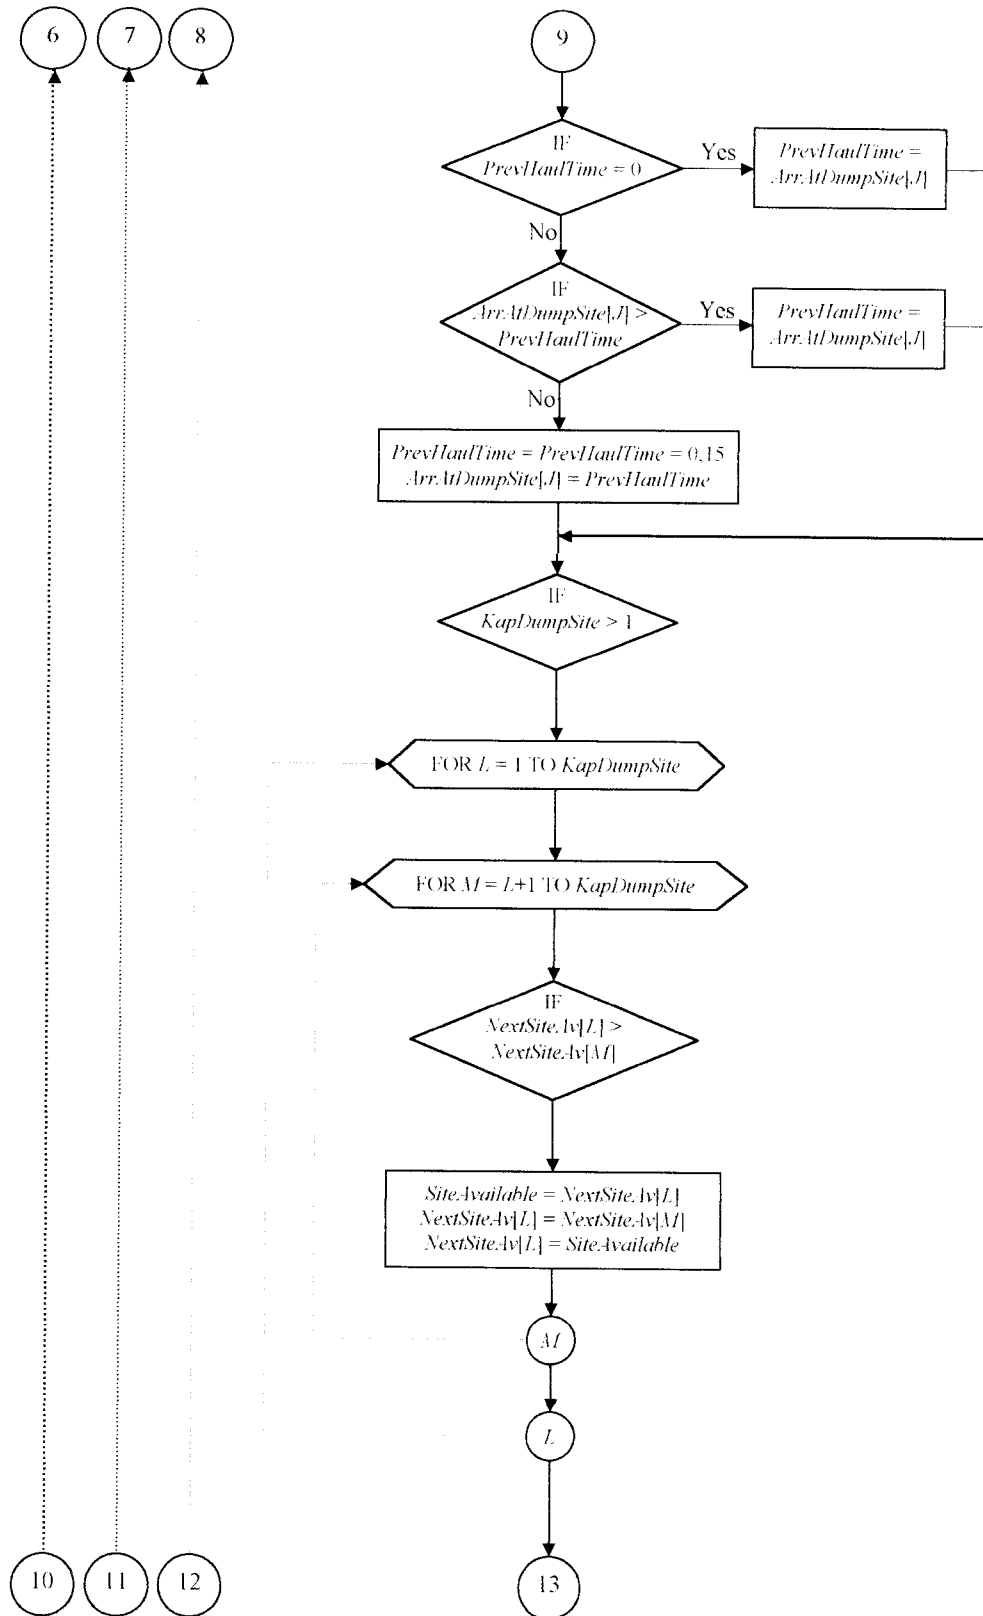 6
7
8
9
IF
PrevHaulTime = 0
Yes
PrevHaulTime =
ArrAtDumpSite[J]
No
IF
ArrAtDumpSite[J] >
PrevHaulTime
Yes
PrevHaulTime =
ArrAtDumpSite[J]
No
PrevHaulTime = PrevHaulTime = 0,15
ArrAtDumpSite[J] = PrevHaulTime
IF
KapDumpSite > 1
FOR L = 1 TO KapDumpSite
FOR M = L+1 TO KapDumpSite
IF
NextSiteAv[L] >
NextSiteAv[M]
SiteAvailable = NextSiteAv[L]
NextSiteAv[L] = NextSiteAv[M]
NextSiteAv[L] = SiteAvailable
M
L
10
11
12
13